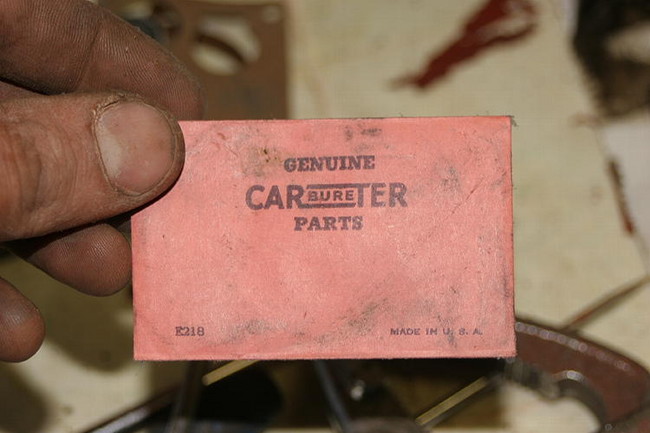 GENUINE
CARBURETER
PARTS
E218 MADE IN U.S.A.